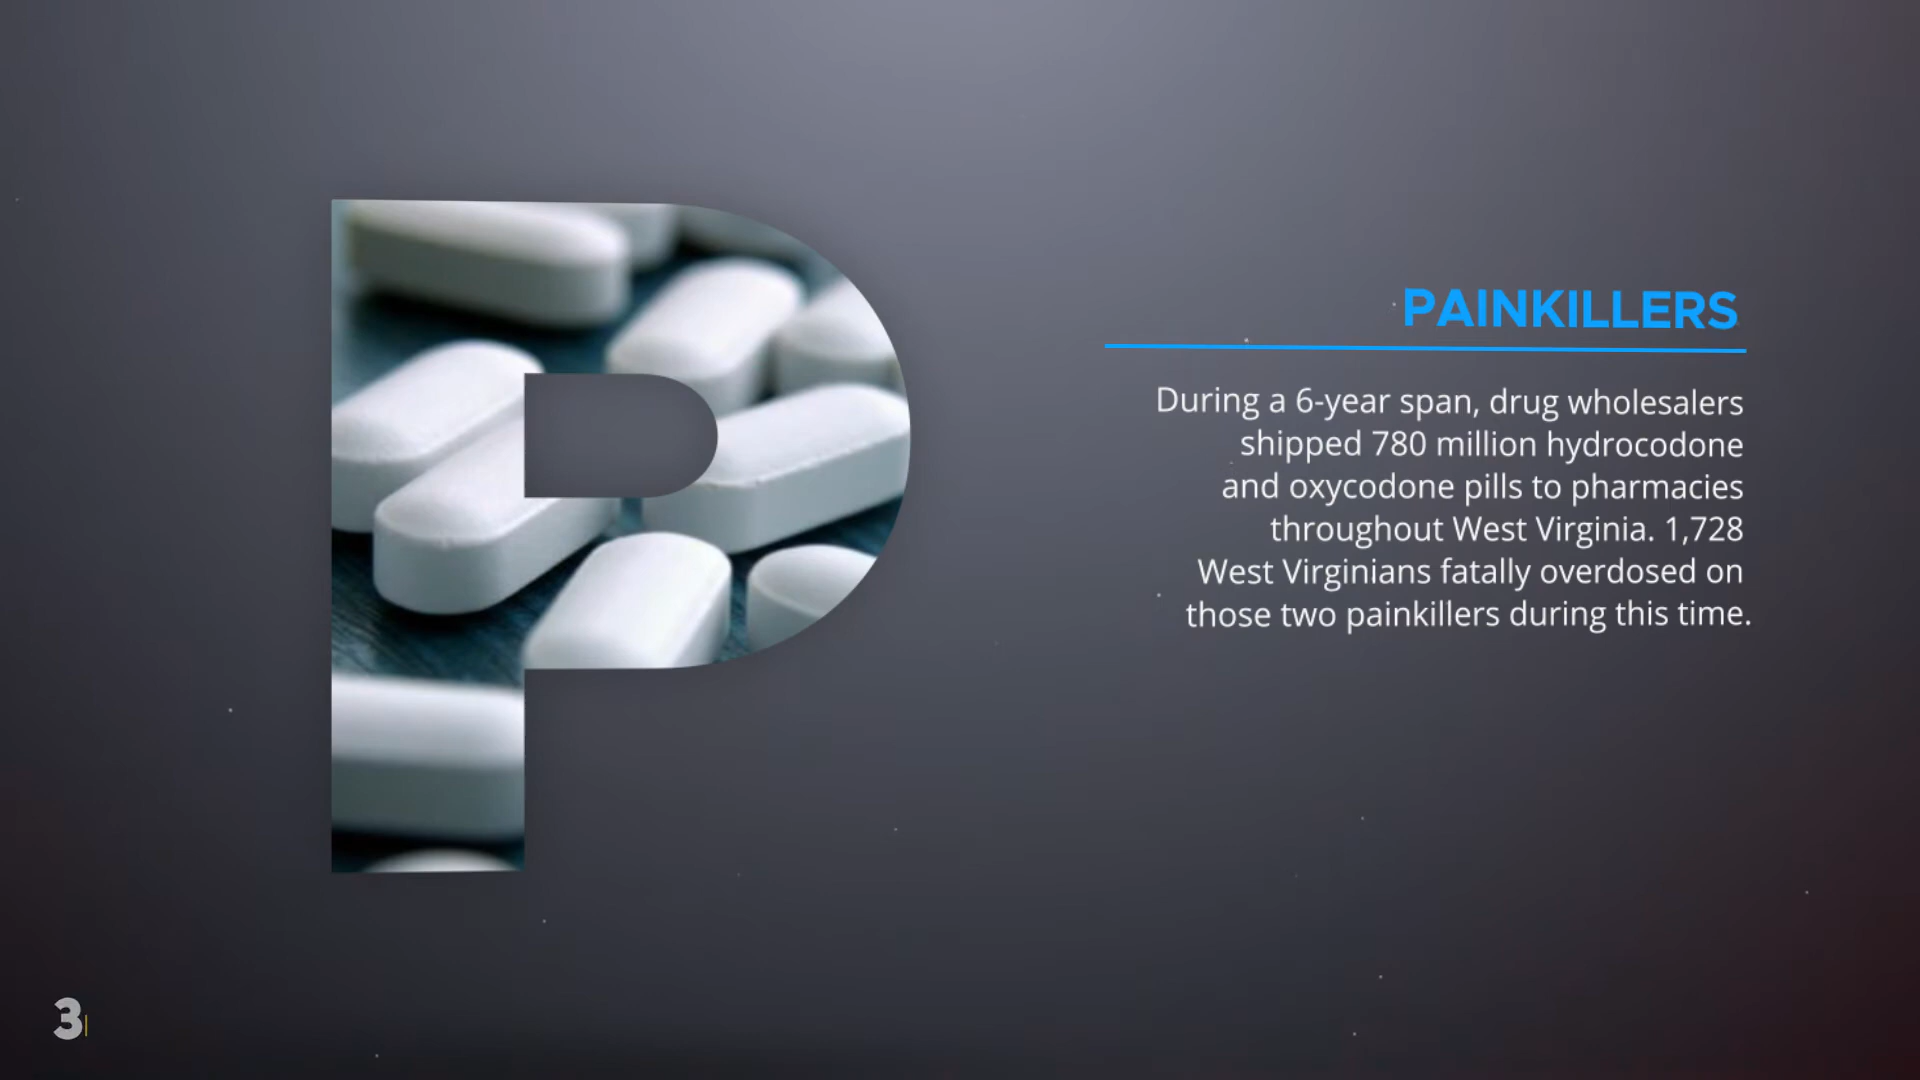 P
PAINKILLERS
During a 6-year span, drug wholesalers
shipped 780 million hydrocodone
and oxycodone pills to pharmacies
throughout West Virginia. 1,728
West Virginians fatally overdosed on
those two painkillers during this time.
3